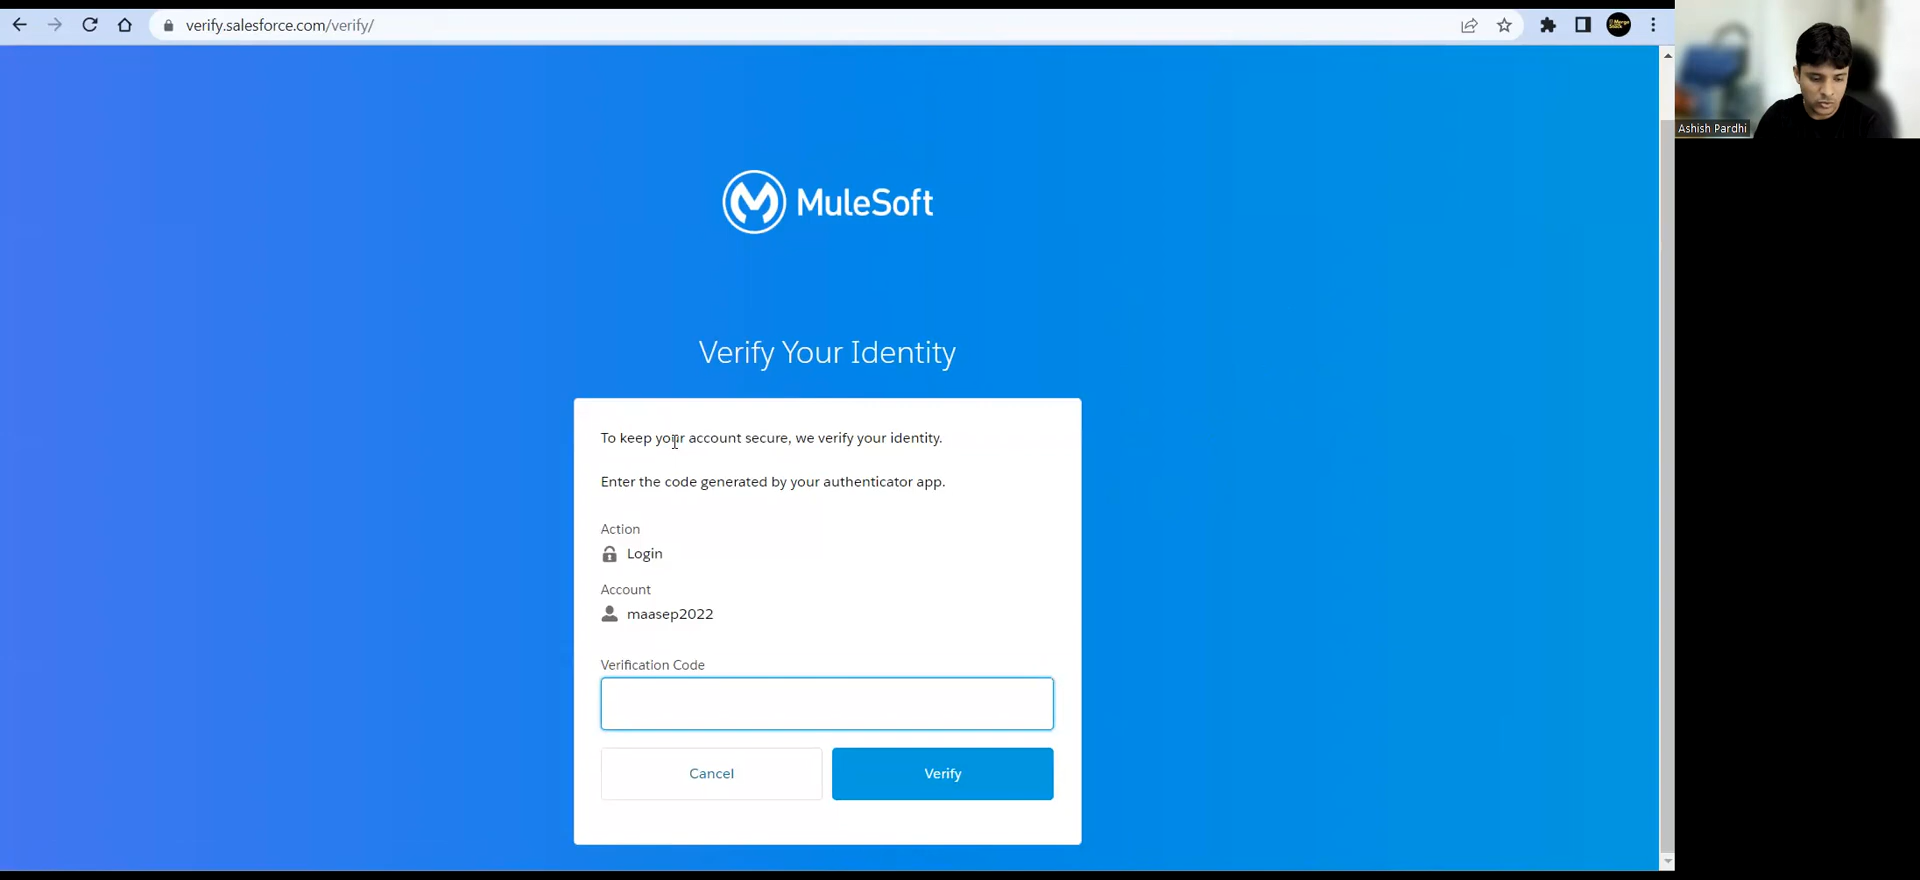 verify.salesforce.com/verify/
Ashish Pardhi
MuleSoft
Verify Your Identity
To keep your account secure, we verify your identity.
Enter the code generated by your authenticator app.
Action
Login
Account
maasep2022
Verification Code
Cancel
Verify